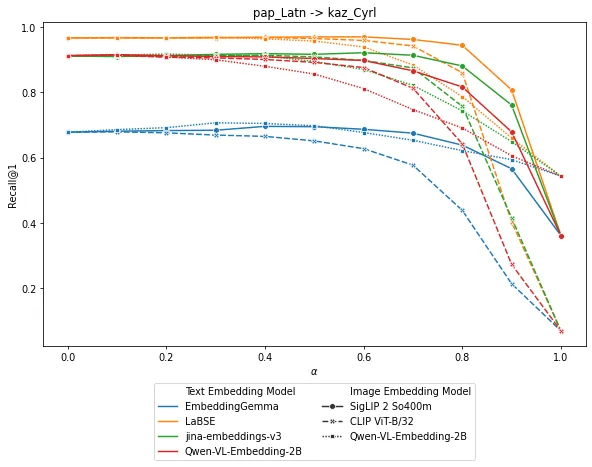 pap_Latn -> kaz_Cyrl
Recall@1
1.0
0.8
0.6
0.4
0.2
0.0 0.2 0.4 0.6 0.8 1.0
α
Text Embedding Model
EmbeddingGemma
LaBSE
jina-embeddings-v3
Qwen-VL-Embedding-2B
Image Embedding Model
SigLIP 2 So400m
CLIP ViT-B/32
Qwen-VL-Embedding-2B